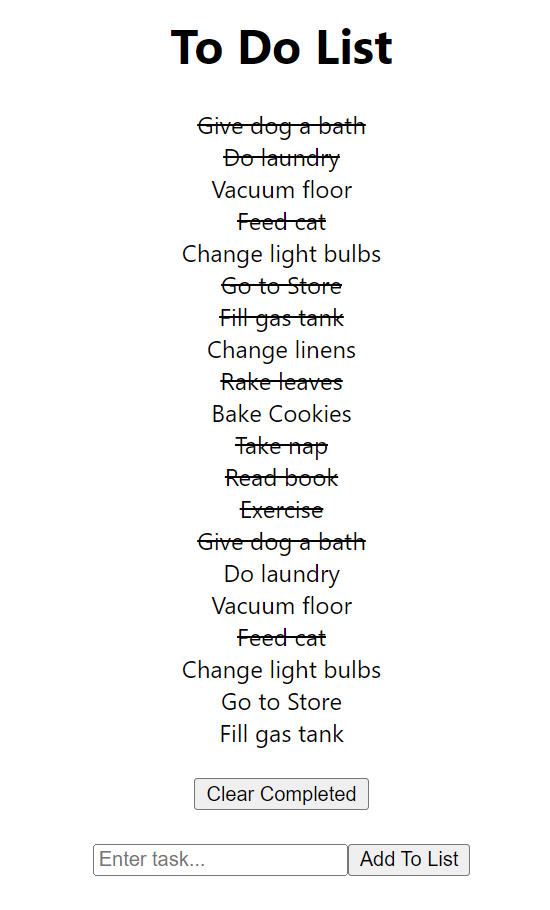 To Do List
Give dog a bath
Do laundry
Vacuum floor
Feed cat
Change light bulbs
Go to Store
Fill gas tank
Change linens
Rake leaves
Bake Cookies
Take nap
Read book
Exercise
Give dog a bath
Do laundry
Vacuum floor
Feed cat
Change light bulbs
Go to Store
Fill gas tank
Clear Completed
Enter task... Add To List